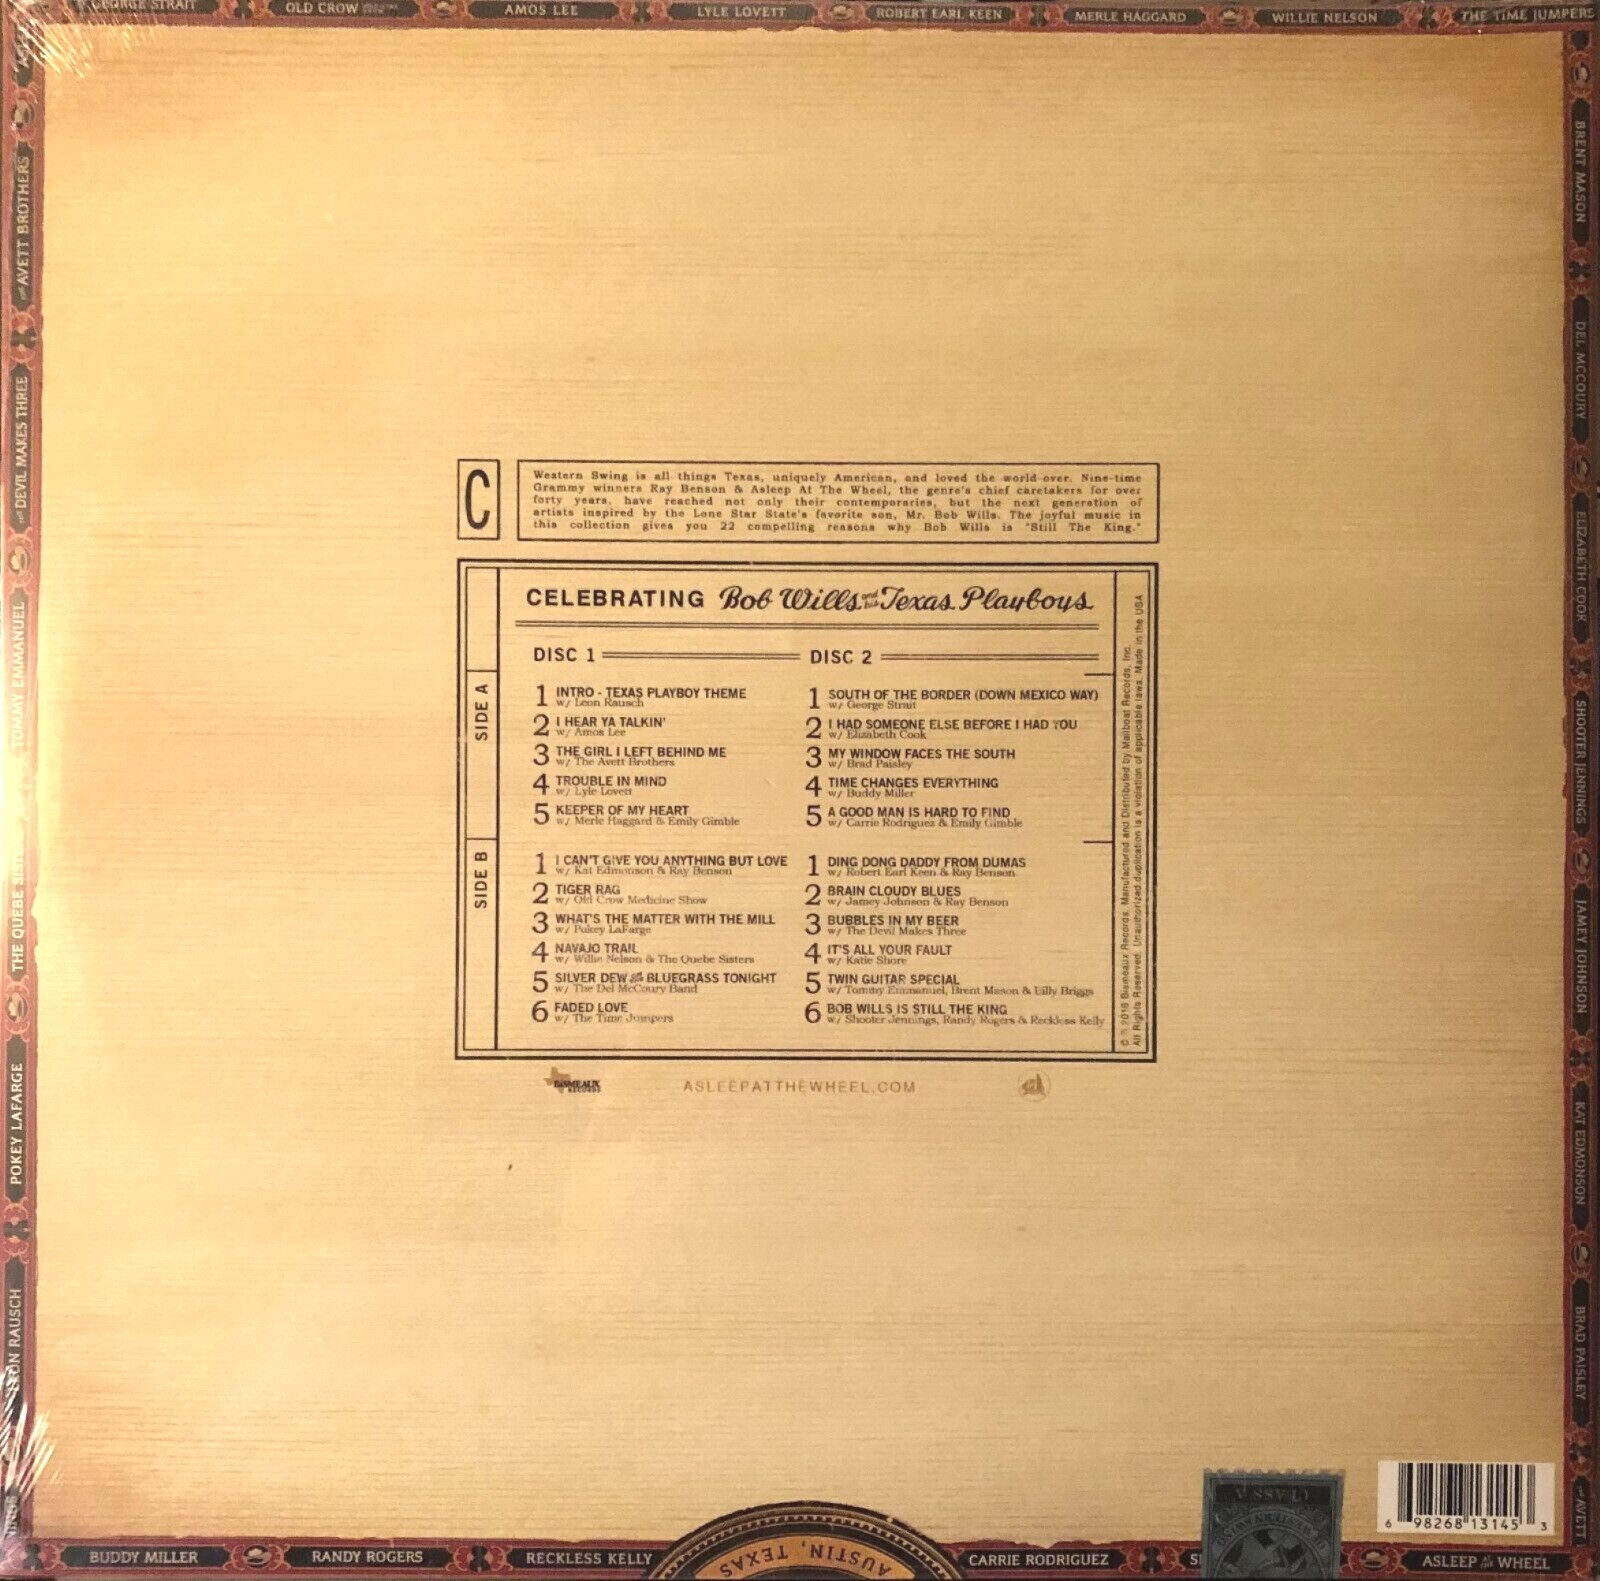 GEORGE STRAIT
OLD CROW
AMOS LEE
LYLE LOVETT
ROBERT EARL KEEN
MERLE HAGGARD
WILLIE NELSON
THE TIME JUMPERS
BRENT MASON
DEL MCCOURY
ELIZABETH COOK
SHOOTER JENNINGS
JAMEY JOHNSON
KAT EDMONSON
BRAD PAISLEY
THE AVETT
THE AVETT BROTHERS
THE DEVIL MAKES THREE
TOMMY EMMANUEL
THE QUEBE
POKEY LAFARGE
RAUSCH
C
Western Swing is all things Texas, uniquely American, and loved the world-over. Nine-time
Grammy winners Ray Benson & Asleep At The Wheel, the genre's chief caretakers for over
forty years, have reached not only their contemporaries, but the next generation of
artists inspired by the Lone Star State's favorite son, Mr. Bob Wills. The joyful music in
this collection gives you 22 compelling reasons why Bob Wills is "Still The King."
CELEBRATING Bob Wills and his Texas Playboys
DISC 1
SIDE A
1 INTRO - TEXAS PLAYBOY THEME
w/ Leon Rausch
2 I HEAR YA TALKIN'
w/ Amos Lee
3 THE GIRL I LEFT BEHIND ME
w/ The Avett Brothers
4 TROUBLE IN MIND
w/ Lyle Lovett
5 KEEPER OF MY HEART
w/ Merle Haggard & Emily Gimble
SIDE B
1 I CAN'T GIVE YOU ANYTHING BUT LOVE
w/ Kat Edmonson & Ray Benson
2 TIGER RAG
w/ Old Crow Medicine Show
3 WHAT'S THE MATTER WITH THE MILL
w/ Pokey LaFarge
4 NAVAJO TRAIL
w/ Willie Nelson & The Quebe Sisters
5 SILVER DEW ON THE BLUEGRASS TONIGHT
w/ The Del McCoury Band
6 FADED LOVE
w/ The Time Jumpers
DISC 2
1 SOUTH OF THE BORDER (DOWN MEXICO WAY)
w/ George Strait
2 I HAD SOMEONE ELSE BEFORE I HAD YOU
w/ Elizabeth Cook
3 MY WINDOW FACES THE SOUTH
w/ Brad Paisley
4 TIME CHANGES EVERYTHING
w/ Buddy Miller
5 A GOOD MAN IS HARD TO FIND
w/ Carrie Rodriguez & Emily Gimble
1 DING DONG DADDY FROM DUMAS
w/ Robert Earl Keen & Ray Benson
2 BRAIN CLOUDY BLUES
w/ Jamey Johnson & Ray Benson
3 BUBBLES IN MY BEER
w/ The Devil Makes Three
4 IT'S ALL YOUR FAULT
w/ Katie Shore
5 TWIN GUITAR SPECIAL
w/ Tommy Emmanuel, Brent Mason & Billy Briggs
6 BOB WILLS IS STILL THE KING
w/ Shooter Jennings, Randy Rogers & Reckless Kelly
© ℗ 2016 Bismeaux Records. Manufactured and Distributed by Mailboat Records, Inc.
All Rights Reserved. Unauthorized duplication is a violation of applicable laws. Made in the USA
BISMEAUX
RECORDS
ASLEEPATTHEWHEEL.COM
6 98268 13145 3
CLASS A
AUSTIN, TEXAS
BUDDY MILLER
RANDY ROGERS
RECKLESS KELLY
CARRIE RODRIGUEZ
ASLEEP AT THE WHEEL